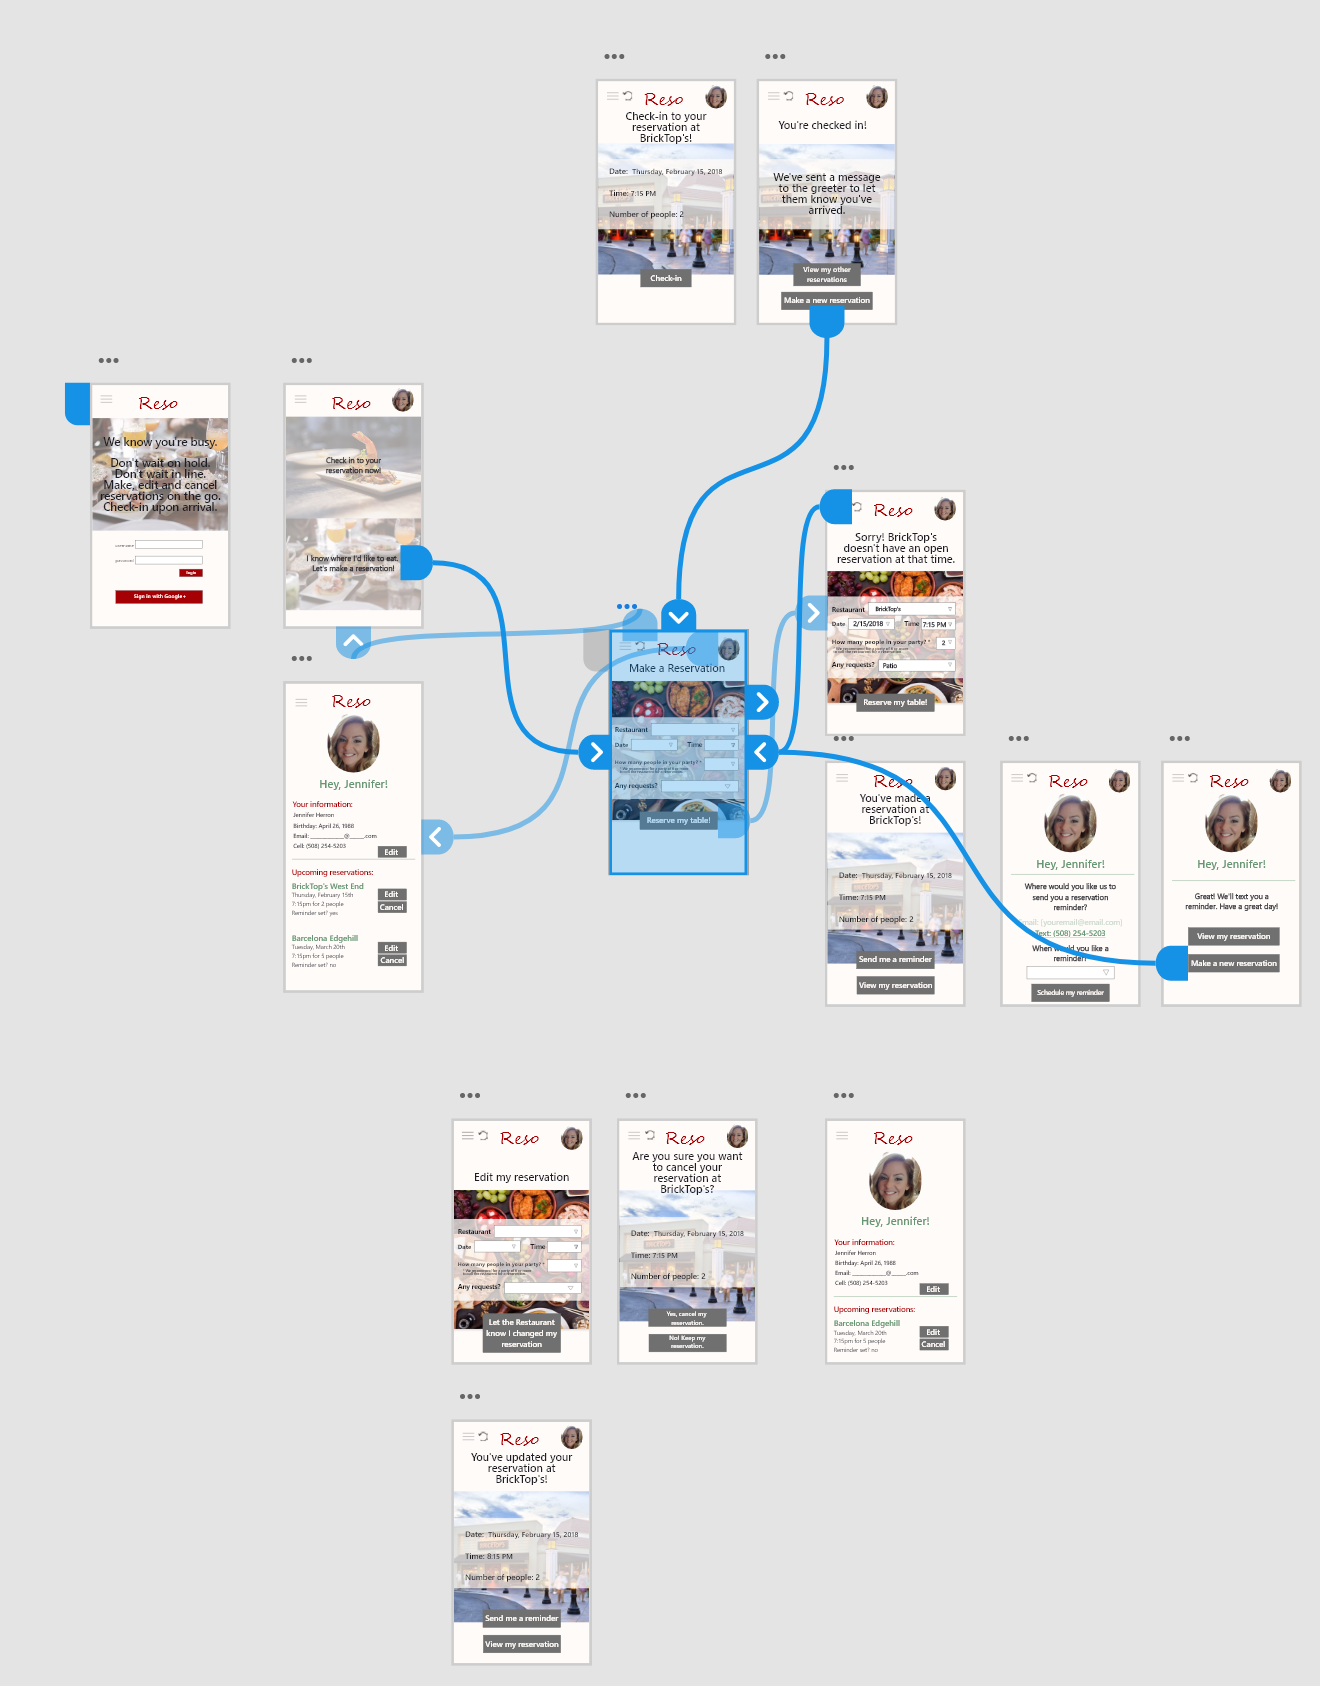 Reso
Check-in to your
reservation at
BrickTop's!
Date: Thursday, February 15, 2018
Time: 7:15 PM
Number of people: 2
Check-in
Reso
You're checked in!
We've sent a message
to the greeter to let
them know you've
arrived.
View my other
reservations
Make a new reservation
Reso
We know you're busy.
Don't wait on hold.
Don't wait in line.
Make, edit and cancel
reservations on the go.
Check-in upon arrival.
Sign in with Google+
Reso
Check in to your
reservation now!
I know where I'd like to eat.
Let's make a reservation!
Reso
Hey, Jennifer!
Your information:
Jennifer Herron
Birthday: April 26, 1988
Email: __________@_____.com
Cell: (508) 254-5203
Edit
Upcoming reservations:
BrickTop's West End
Thursday, February 15th
7:15pm for 2 people
Reminder set? yes
Edit
Cancel
Barcelona Edgehill
Tuesday, March 20th
7:15pm for 5 people
Reminder set? no
Edit
Cancel
Reso
Make a Reservation
Restaurant
Date
Time
How many people in your party? *
Any requests?
Reserve my table!
Reso
Sorry! BrickTop's
doesn't have an open
reservation at that time.
Restaurant BrickTop's
Date 2/15/2018 Time 7:15 PM
How many people in your party? * 2
Any requests? Patio
Reserve my table!
Reso
You've made a
reservation at
BrickTop's!
Date: Thursday, February 15, 2018
Time: 7:15 PM
Number of people: 2
Send me a reminder
View my reservation
Reso
Hey, Jennifer!
Where would you like us to
send you a reservation
reminder?
Email: [youremail@email.com]
Text: (508) 254-5203
When would you like a
reminder?
Schedule my reminder
Reso
Hey, Jennifer!
Great! We'll text you a
reminder. Have a great day!
View my reservation
Make a new reservation
Reso
Edit my reservation
Restaurant
Date
Time
How many people in your party? *
Any requests?
Let the Restaurant
know I changed my
reservation
Reso
Are you sure you want
to cancel your
reservation at
BrickTop's?
Date: Thursday, February 15, 2018
Time: 7:15 PM
Number of people: 2
Yes, cancel my
reservation.
No! Keep my
reservation.
Reso
Hey, Jennifer!
Your information:
Jennifer Herron
Birthday: April 26, 1988
Email: __________@_____.com
Cell: (508) 254-5203
Edit
Upcoming reservations:
Barcelona Edgehill
Tuesday, March 20th
7:15pm for 5 people
Reminder set? no
Edit
Cancel
Reso
You've updated your
reservation at
BrickTop's!
Date: Thursday, February 15, 2018
Time: 8:15 PM
Number of people: 2
Send me a reminder
View my reservation